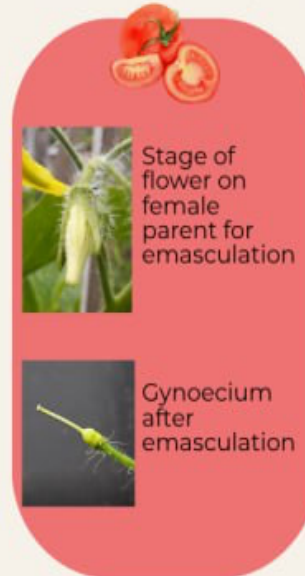 Stage of
flower on
female
parent for
emasculation
Gynoecium
after
emasculation